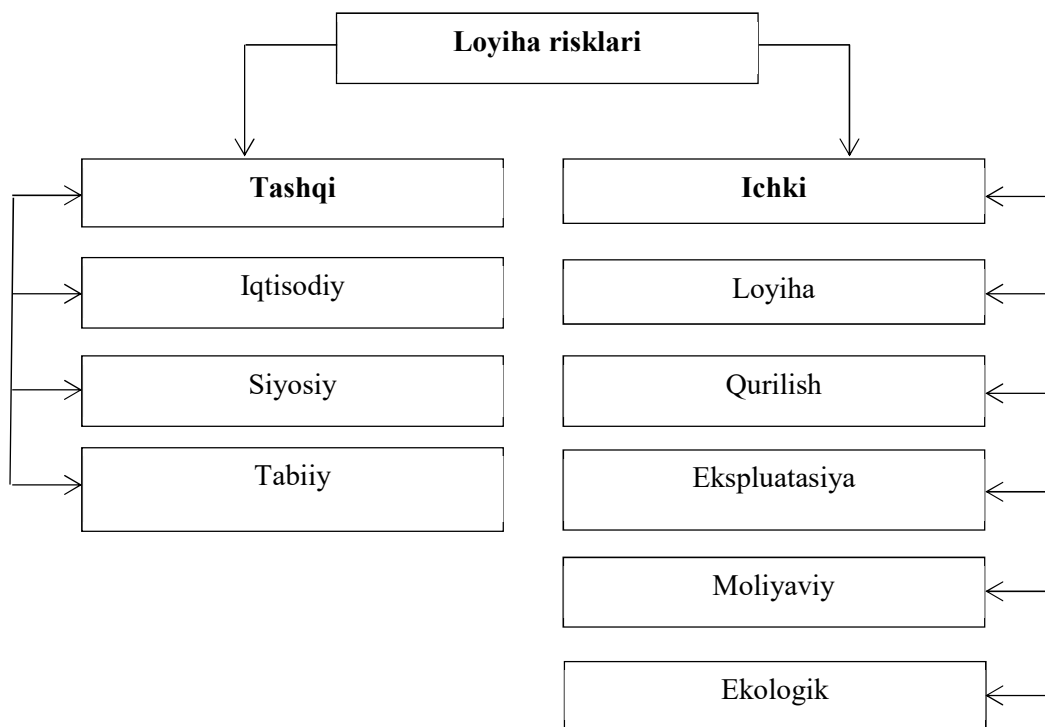 Loyiha risklari
Tashqi
Iqtisodiy
Siyosiy
Tabiiy
Ichki
Loyiha
Qurilish
Ekspluatasiya
Moliyaviy
Ekologik